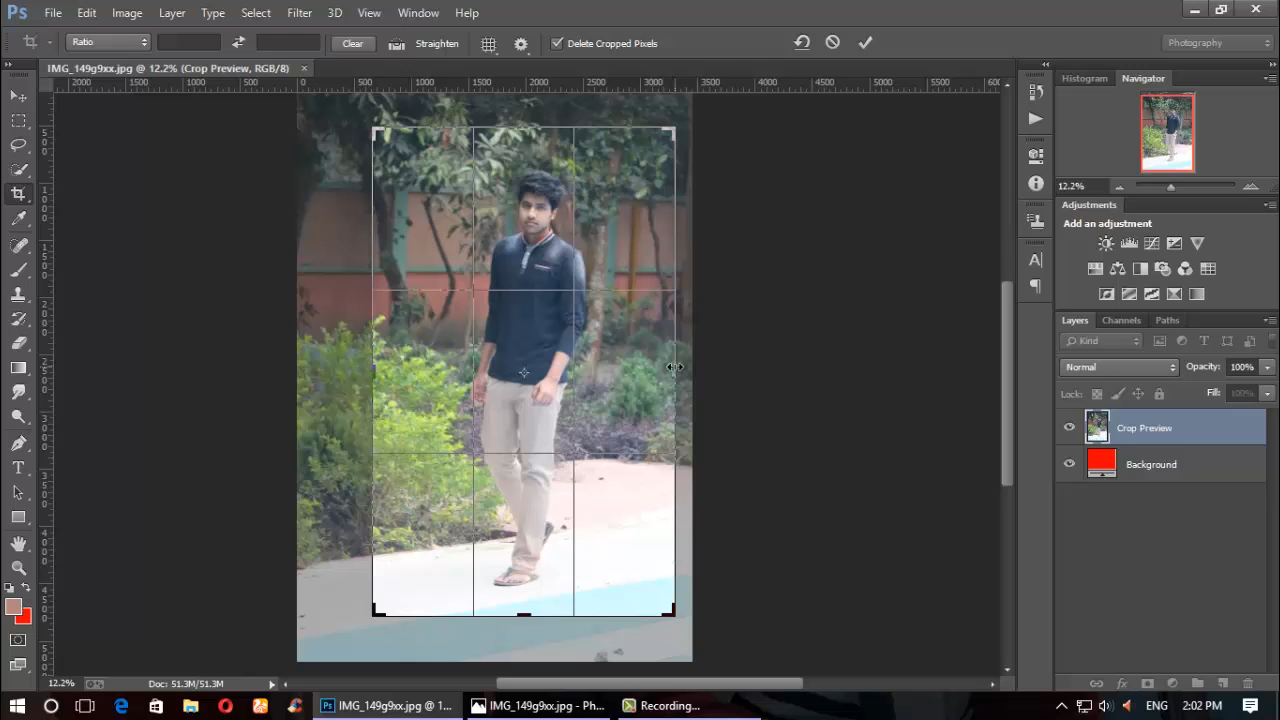 Ps File Edit Image Layer Type Select Filter 3D View Window Help
Ratio Clear Straighten Delete Cropped Pixels Photography
IMG_149g9xx.jpg @ 12.2% (Crop Preview, RGB/8) ×
2000 1500 1000 500 0 500 1000 1500 2000 2500 3000 3500 4000 4500 5000 5500
Histogram Navigator
12.2%
Adjustments
Add an adjustment
Layers Channels Paths
Kind
Normal Opacity: 100%
Lock: Fill: 100%
Crop Preview
Background
12.2% Doc: 51.3M/51.3M
IMG_149g9xx.jpg @ 1... IMG_149g9xx.jpg - Ph... Recording... ENG 2:02 PM